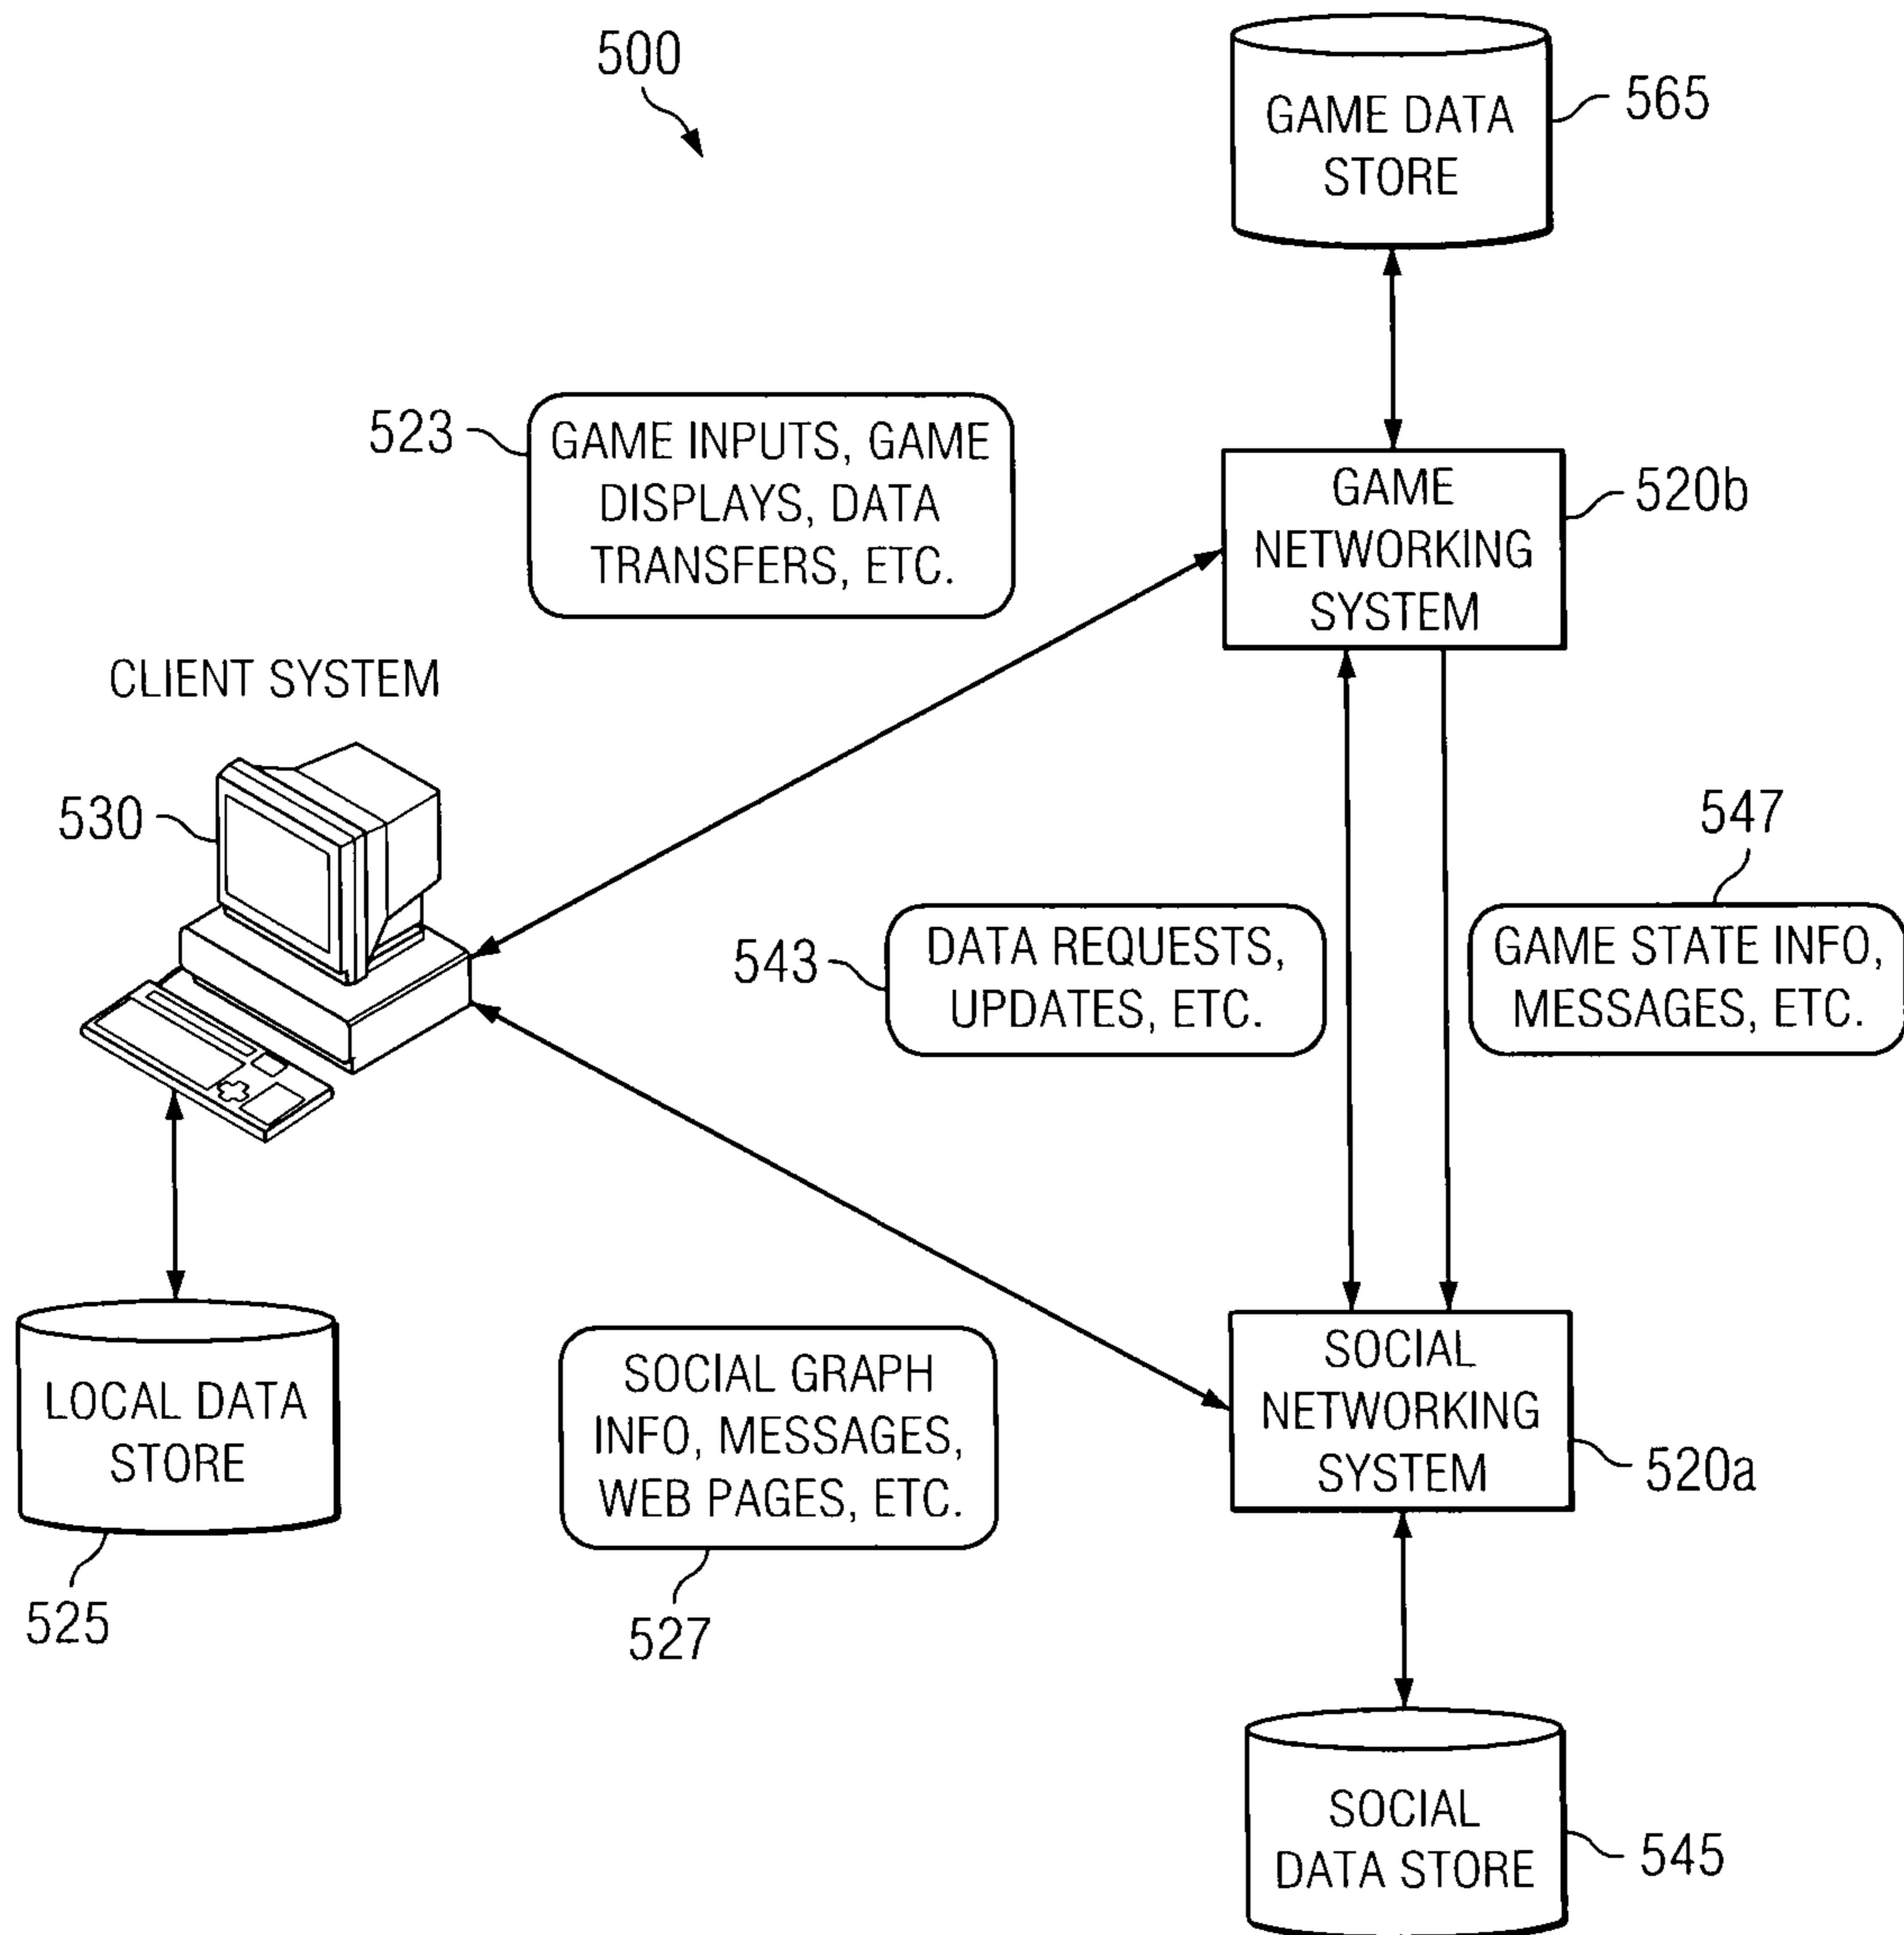 500
GAME DATA
STORE
565
523
GAME INPUTS, GAME
DISPLAYS, DATA
TRANSFERS, ETC.
GAME
NETWORKING
SYSTEM
520b
CLIENT SYSTEM
530
547
543
DATA REQUESTS,
UPDATES, ETC.
GAME STATE INFO,
MESSAGES, ETC.
LOCAL DATA
STORE
525
SOCIAL GRAPH
INFO, MESSAGES,
WEB PAGES, ETC.
527
SOCIAL
NETWORKING
SYSTEM
520a
SOCIAL
DATA STORE
545